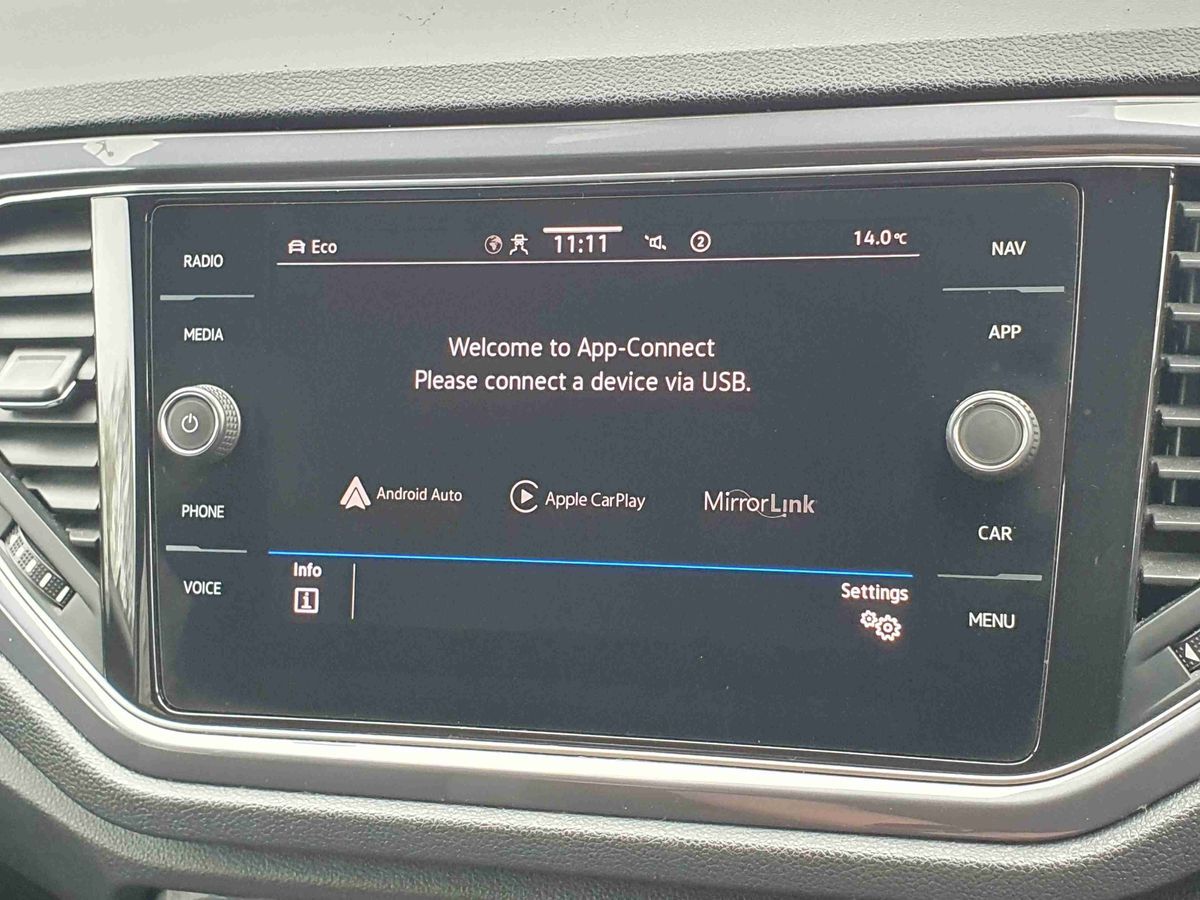 Eco 11:11 2 14.0°C
RADIO
MEDIA
PHONE
VOICE
Welcome to App-Connect
Please connect a device via USB.
Android Auto Apple CarPlay MirrorLink
Info
i
Settings
NAV
APP
CAR
MENU